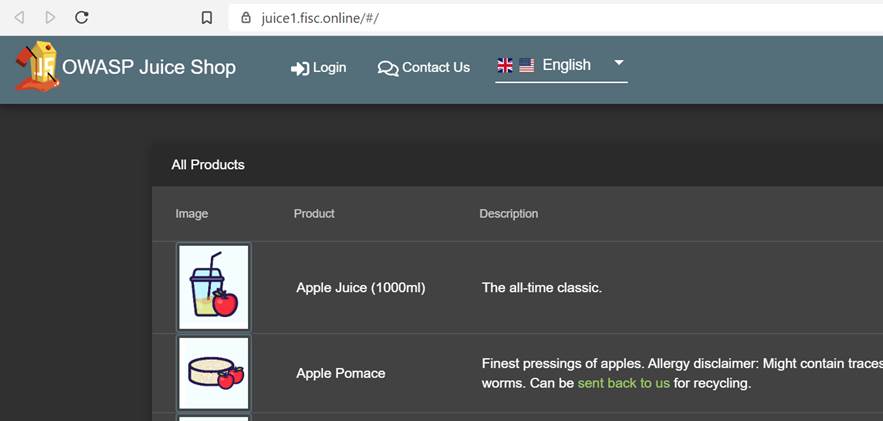 juice1.fisc.online/#/
OWASP Juice Shop
Login
Contact Us
English
All Products
Image Product Description
Apple Juice (1000ml) The all-time classic.
Apple Pomace
Finest pressings of apples. Allergy disclaimer: Might contain traces
worms. Can be sent back to us for recycling.